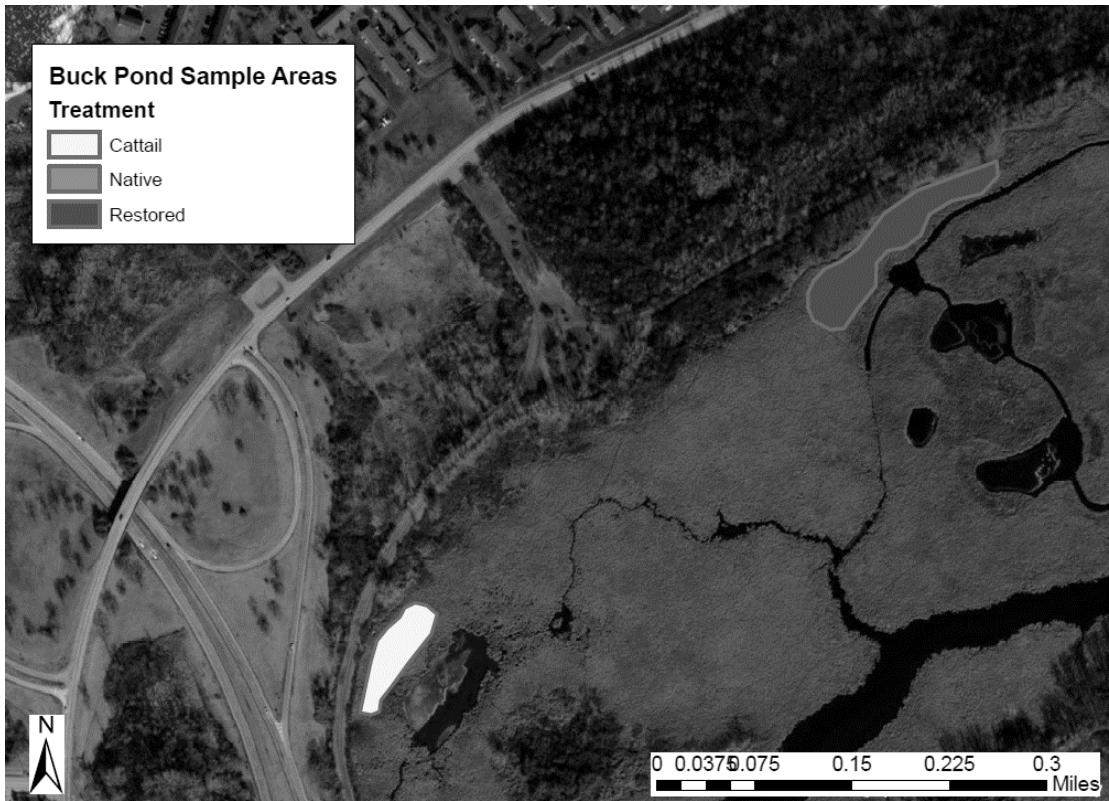 Buck Pond Sample Areas
Treatment
Cattail
Native
Restored
N
0 0.0375 0.075 0.15 0.225 0.3
Miles